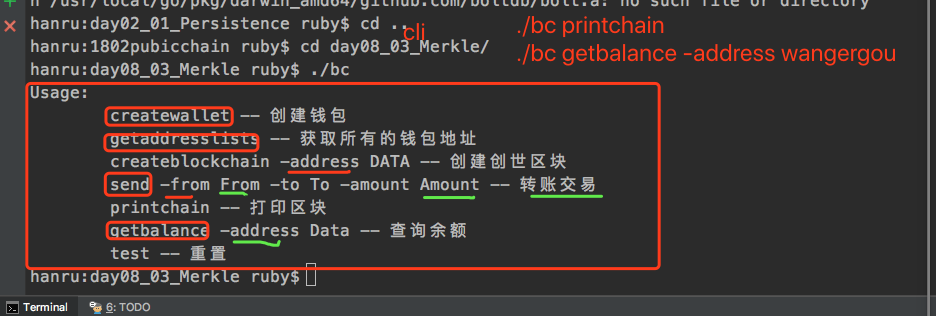 n /usr/local/go/pkg/darwin_amd64/github.com/boltdb/bolt.a: no such file or directory
hanru:day02_01_Persistence ruby$ cd ..
cli
./bc printchain
hanru:1802pubicchain ruby$ cd day08_03_Merkle/
./bc getbalance -address wangergou
hanru:day08_03_Merkle ruby$ ./bc
Usage:
createwallet -- 创建钱包
getaddresslists -- 获取所有的钱包地址
createblockchain -address DATA -- 创建创世区块
send -from From -to To -amount Amount -- 转账交易
printchain -- 打印区块
getbalance -address Data -- 查询余额
test -- 重置
hanru:day08_03_Merkle ruby$
Terminal
6: TODO